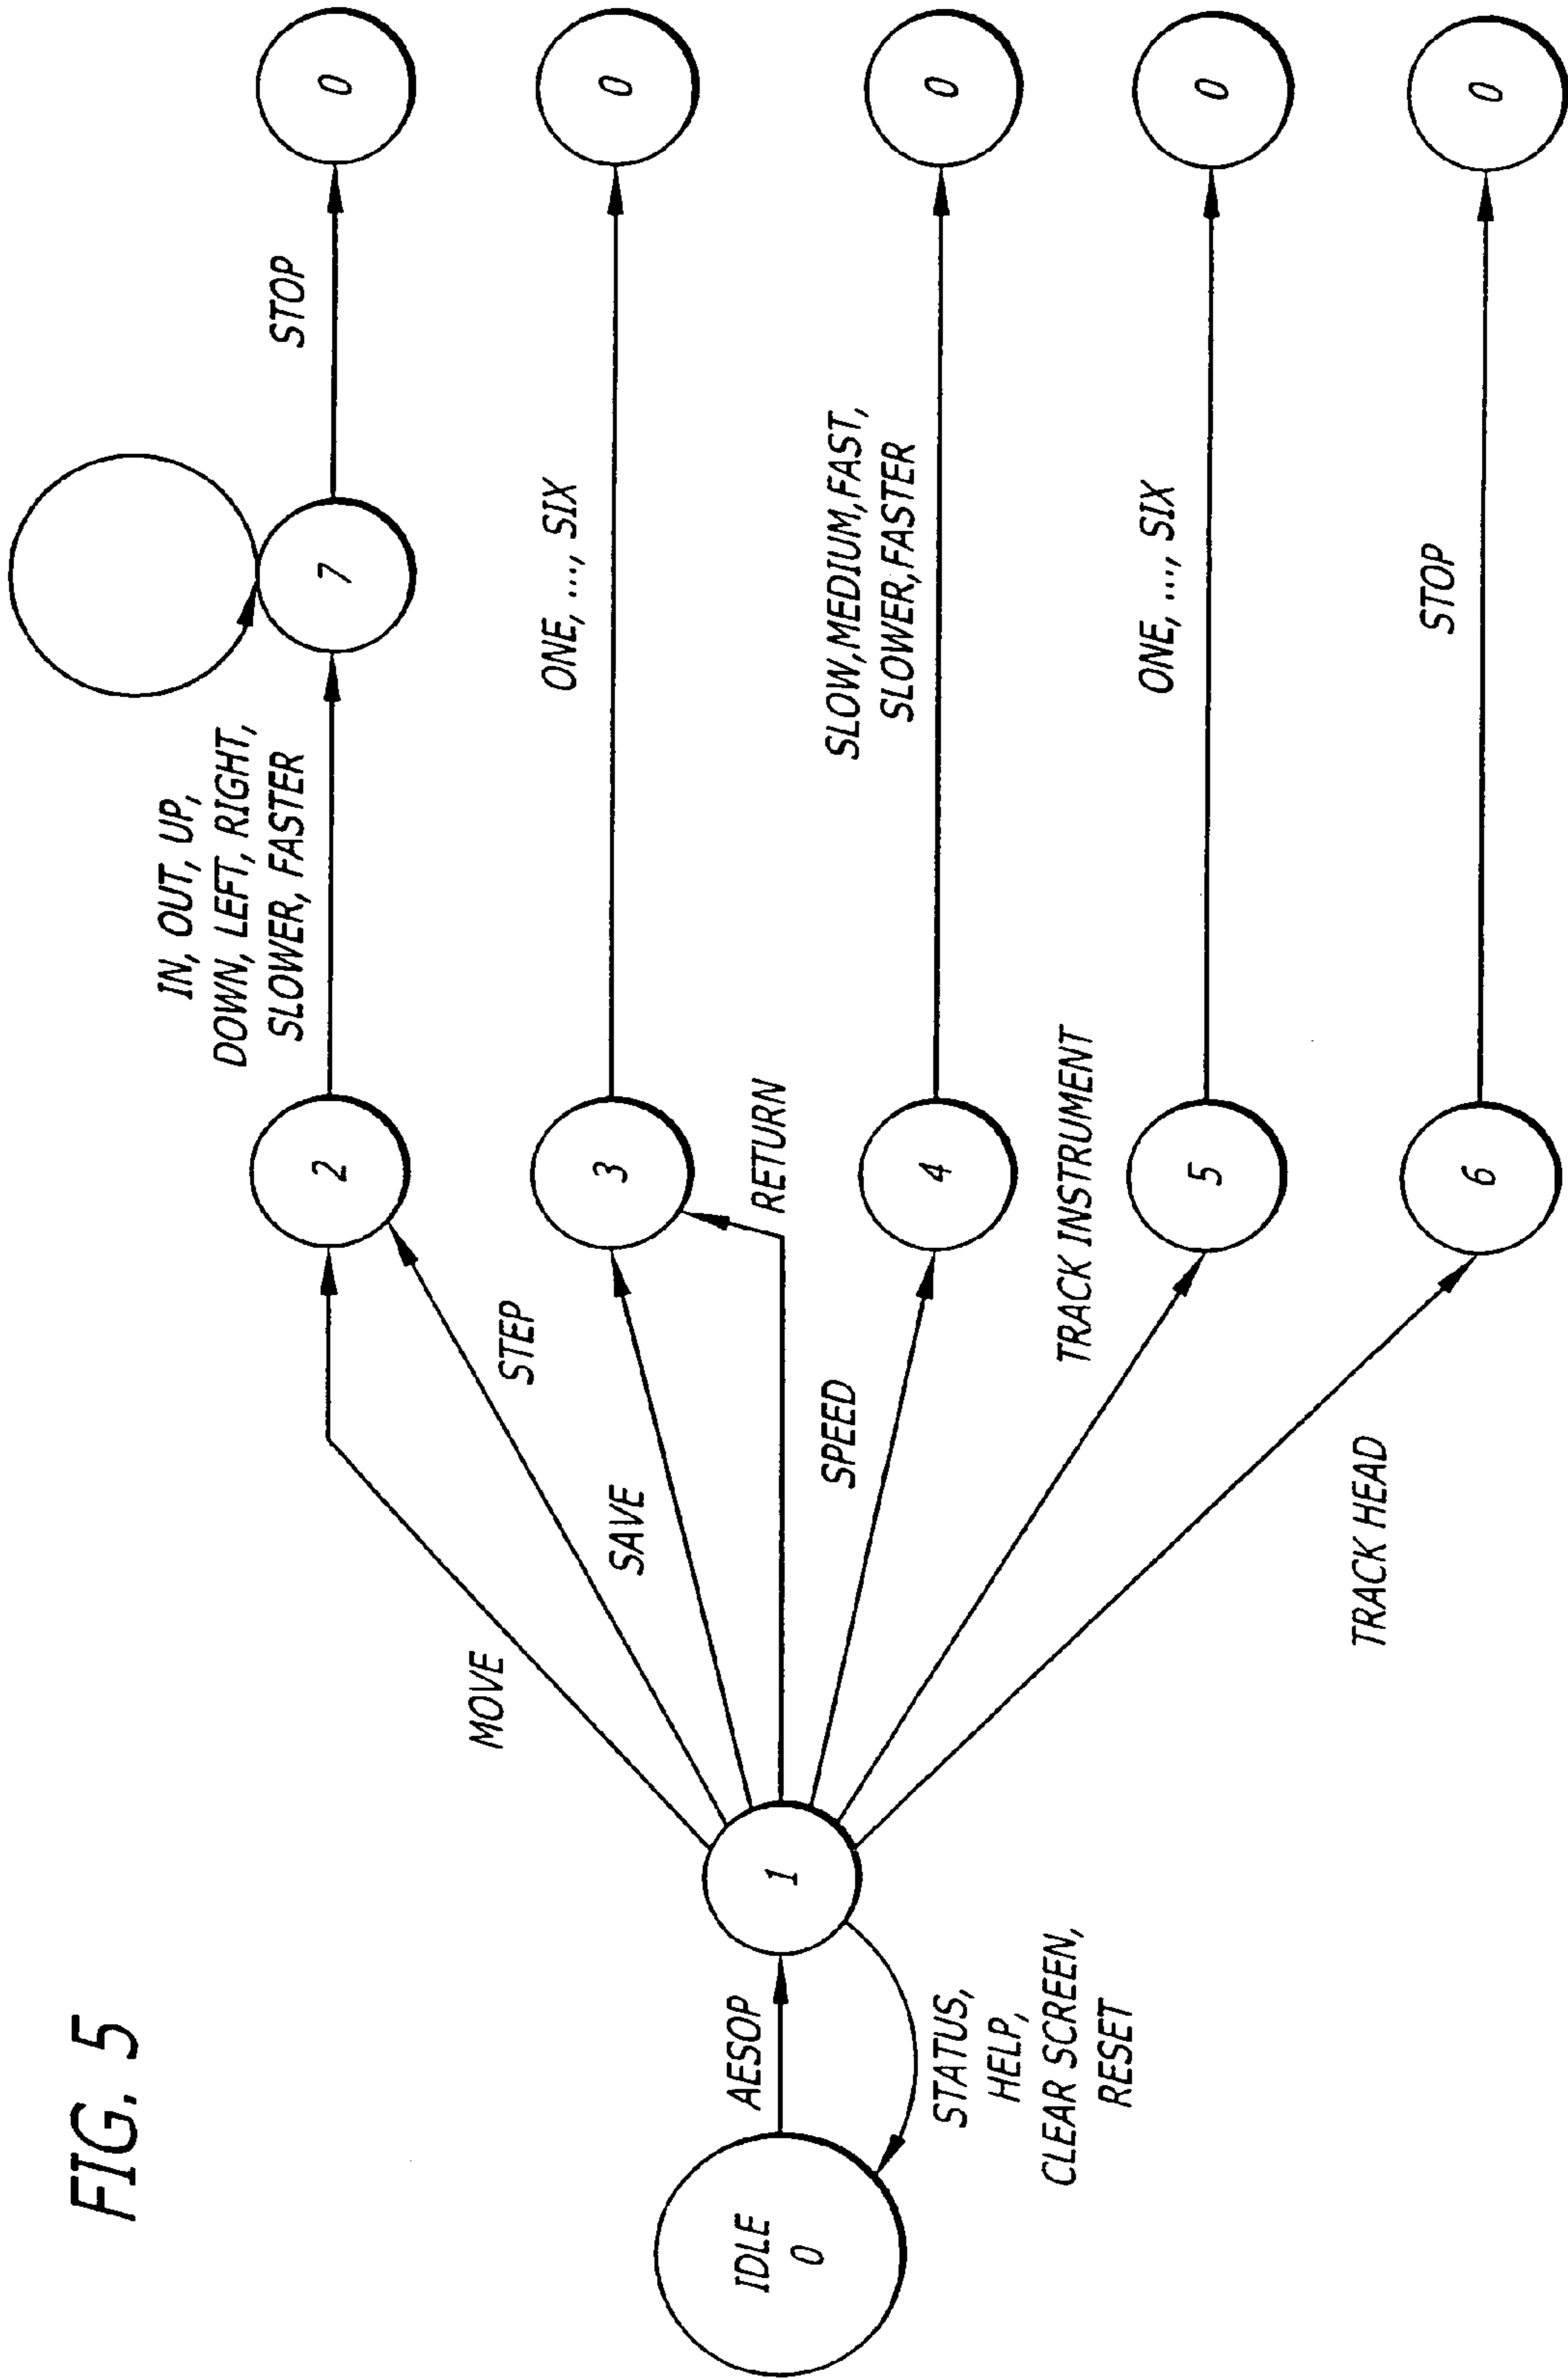 FIG. 5
IDLE
0
AESOP
STATUS,
HELP,
CLEAR SCREEN,
RESET
1
MOVE
STEP
SAVE
RETURN
SPEED
TRACK INSTRUMENT
TRACK HEAD
2
IN, OUT, UP,
DOWN, LEFT, RIGHT,
SLOWER, FASTER
7
STOP
0
3
ONE, ..., SIX
0
4
SLOW,MEDIUM,FAST,
SLOWER,FASTER
0
5
ONE, ..., SIX
0
6
STOP
0